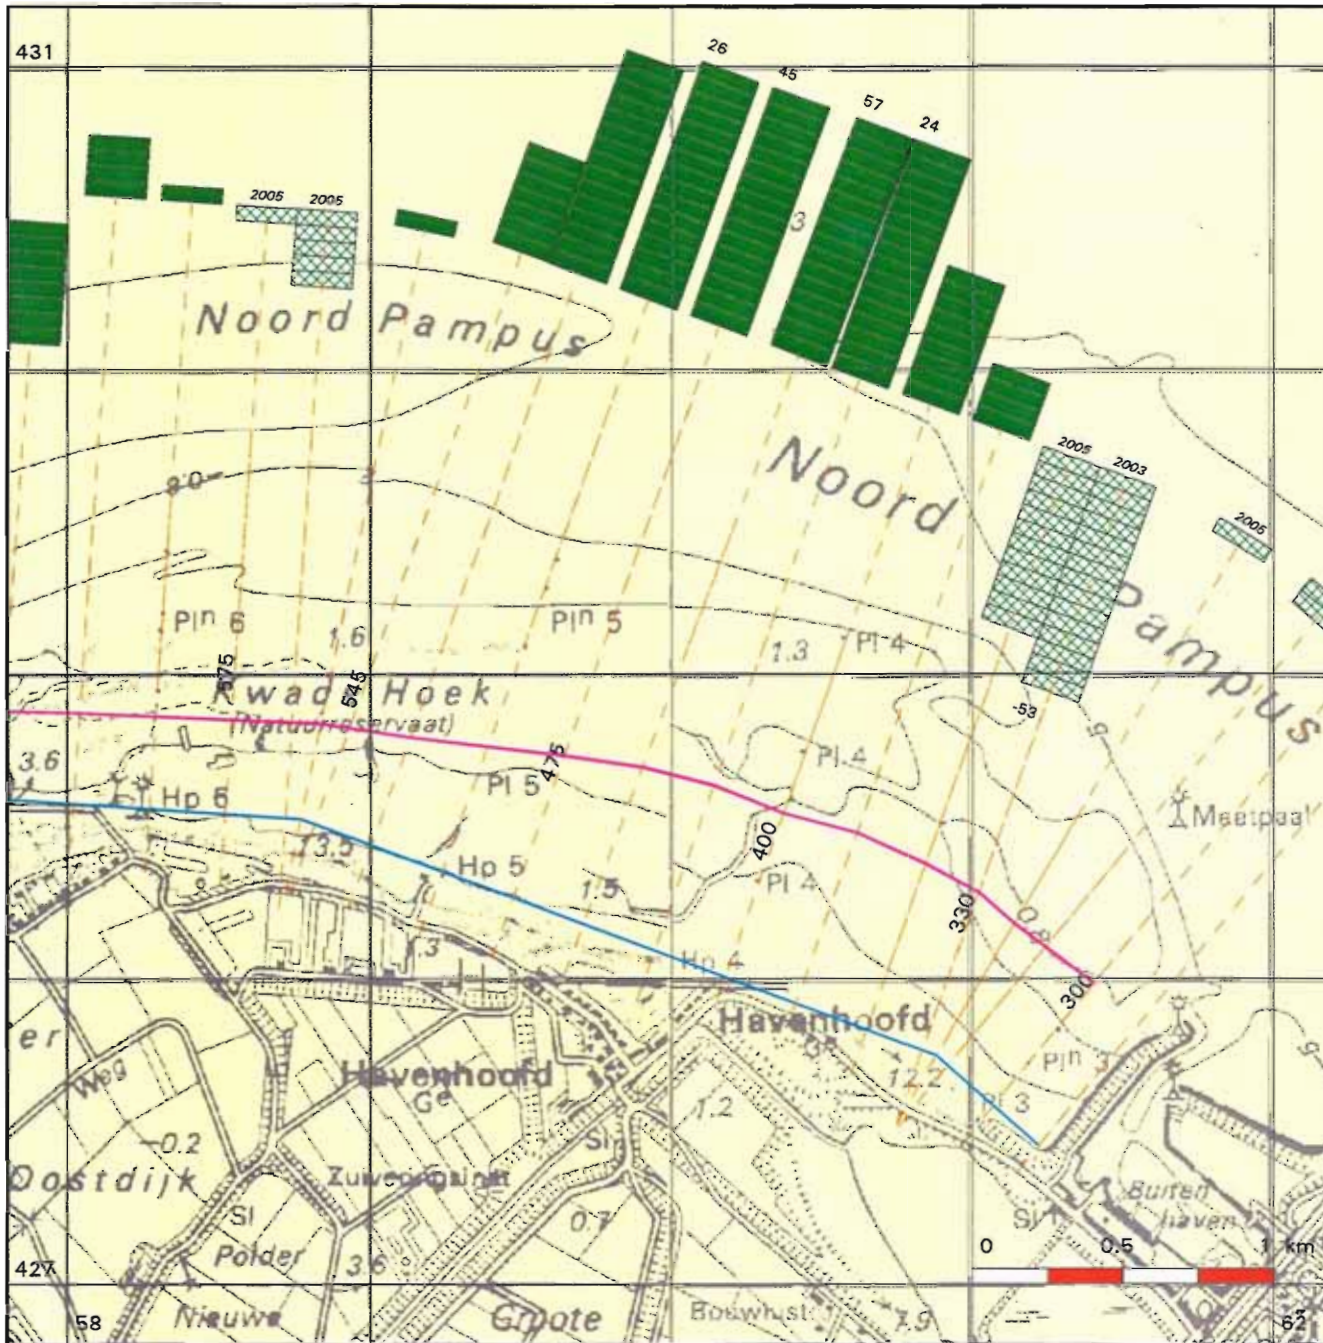 431
26
45
57
24
2005
2005
3
Noord Pampus
Noord
2005
2003
2005
Pampus
Plⁿ 6
1.6
Plⁿ 5
1.3
Pl 4
575
545
Kwade Hoek
(Natuurreservaat)
-53
5
3.6
Hp 6
Pl 5
475
Pl 4
Meetpaal
13.5
Hp 5
400
Pl 4
1.5
330
Hp 4
300
1.3
Havenhoofd
12.2
Plⁿ 3
Pl 3
er
Weg
Havenhoofd
Ge
1.2
-0.2
Oostdijk
Sl
Sl
Polder
0.7
Sl
Buiten
haven
0 0.5 1 km
427
58
Nieuwe
3.6
Groote
Bouwlust
1.9
62